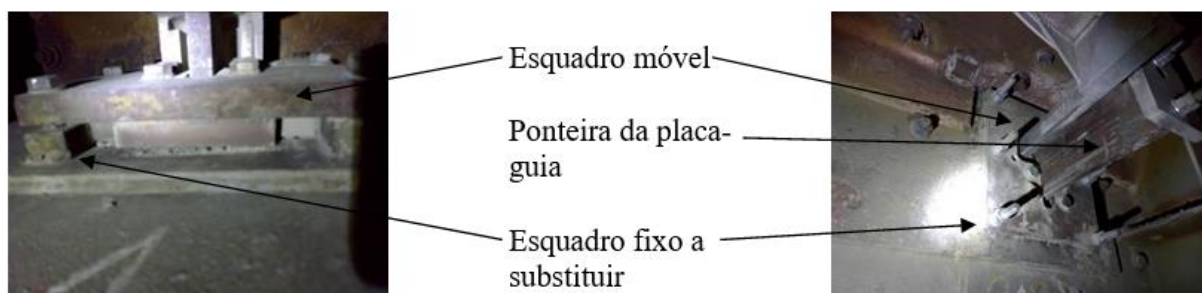 Esquadro móvel
Ponteira da placa-
guia
Esquadro fixo a
substituir